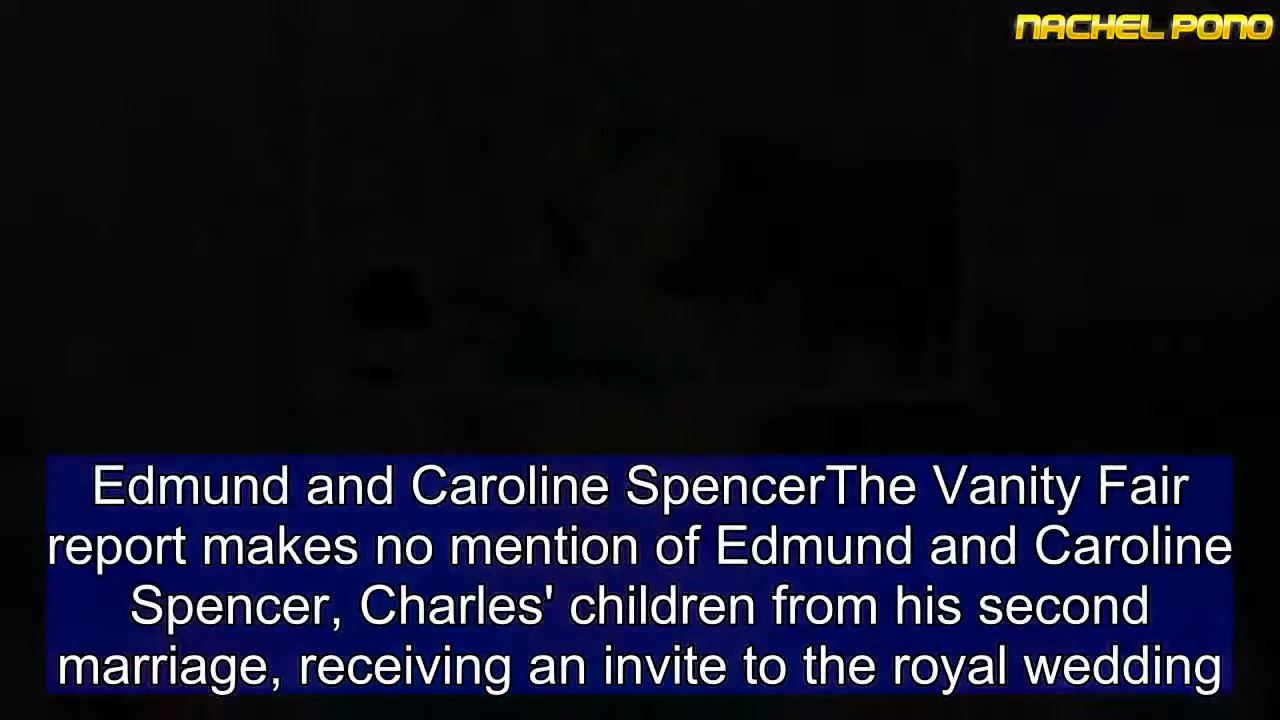 NACHEL PONO
Edmund and Caroline SpencerThe Vanity Fair
report makes no mention of Edmund and Caroline
Spencer, Charles' children from his second
marriage, receiving an invite to the royal wedding